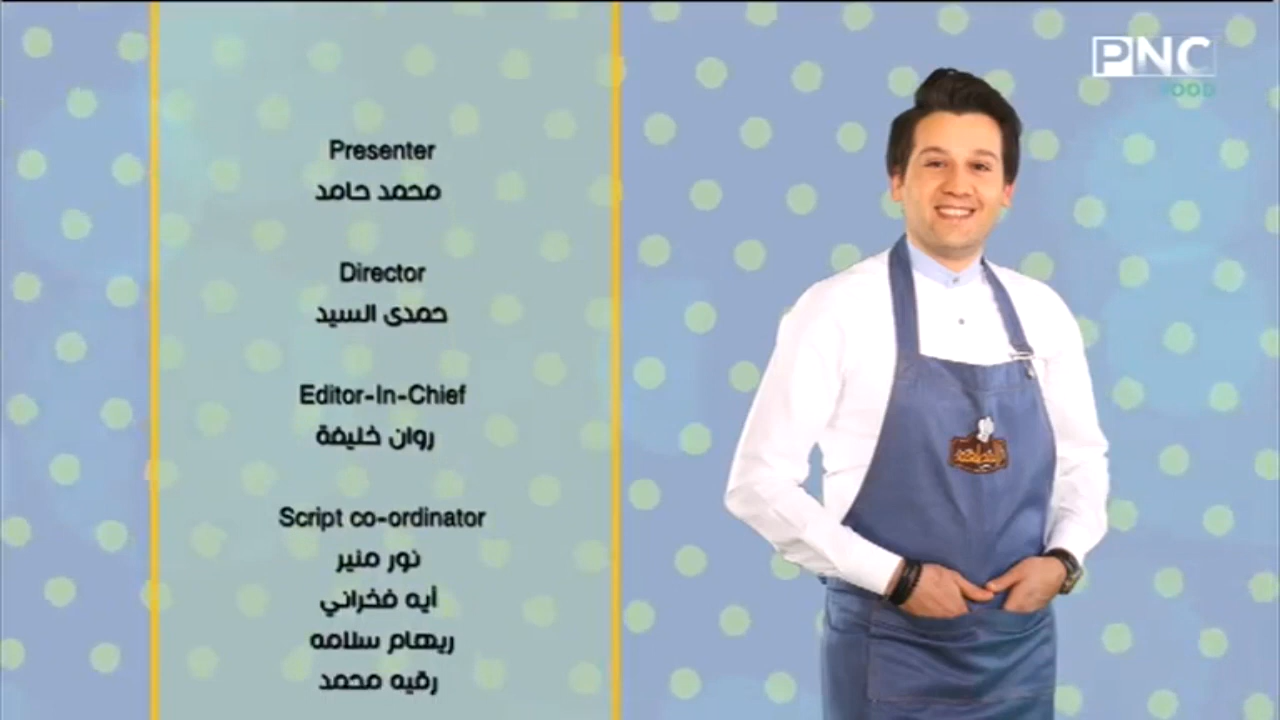 PNC
FOOD
Presenter
محمد حامد
Director
حمدى السيد
Editor-In-Chief
روان خليفة
Script co-ordinator
نور منير
أيه فخراني
ريهام سلامه
رقيه محمد